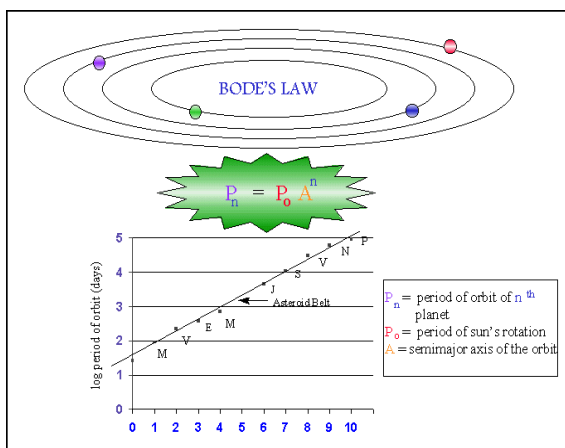 BODE'S LAW
Pn = Po A^n
log period of orbit (days)
5
4
3
2
1
0
M
V
E
M
J
S
V
N
P
Asteroid Belt
0 1 2 3 4 5 6 7 8 9 10
Pn = period of orbit of n th
planet
Po = period of sun's rotation
A = semimajor axis of the orbit